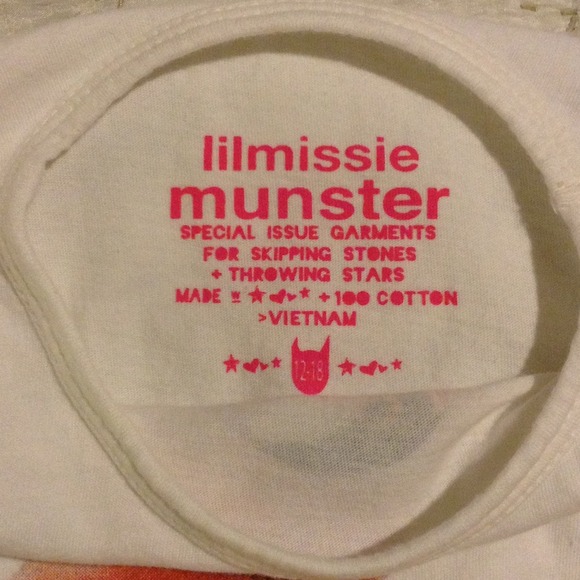 lilmissie
munster
SPECIAL ISSUE GARMENTS
FOR SKIPPING STONES
+ THROWING STARS
MADE W ★♥♥★ + 100 COTTON
>VIETNAM
12-18